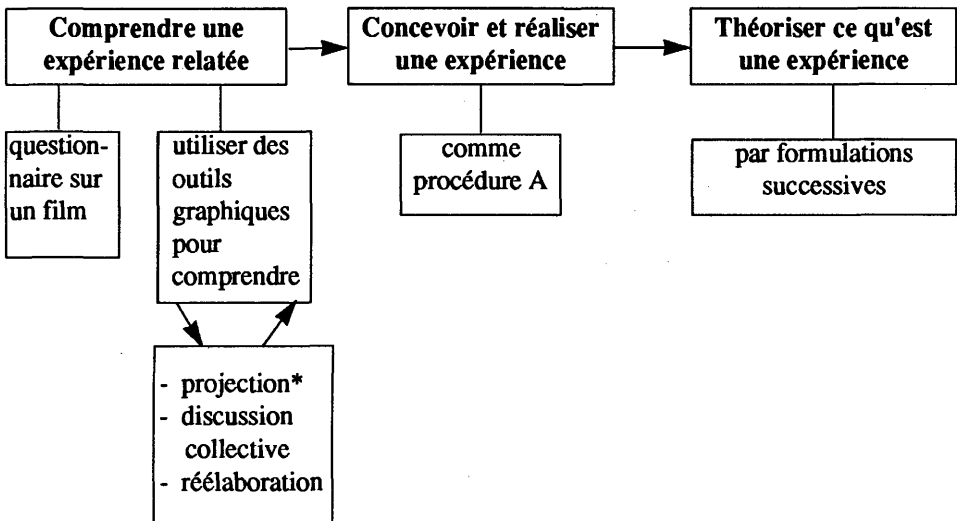 Comprendre une
expérience relatée
Concevoir et réaliser
une expérience
Théoriser ce qu'est
une expérience
question-
naire sur
un film
utiliser des
outils
graphiques
pour
comprendre
comme
procédure A
par formulations
successives
- projection*
- discussion
collective
- réélaboration